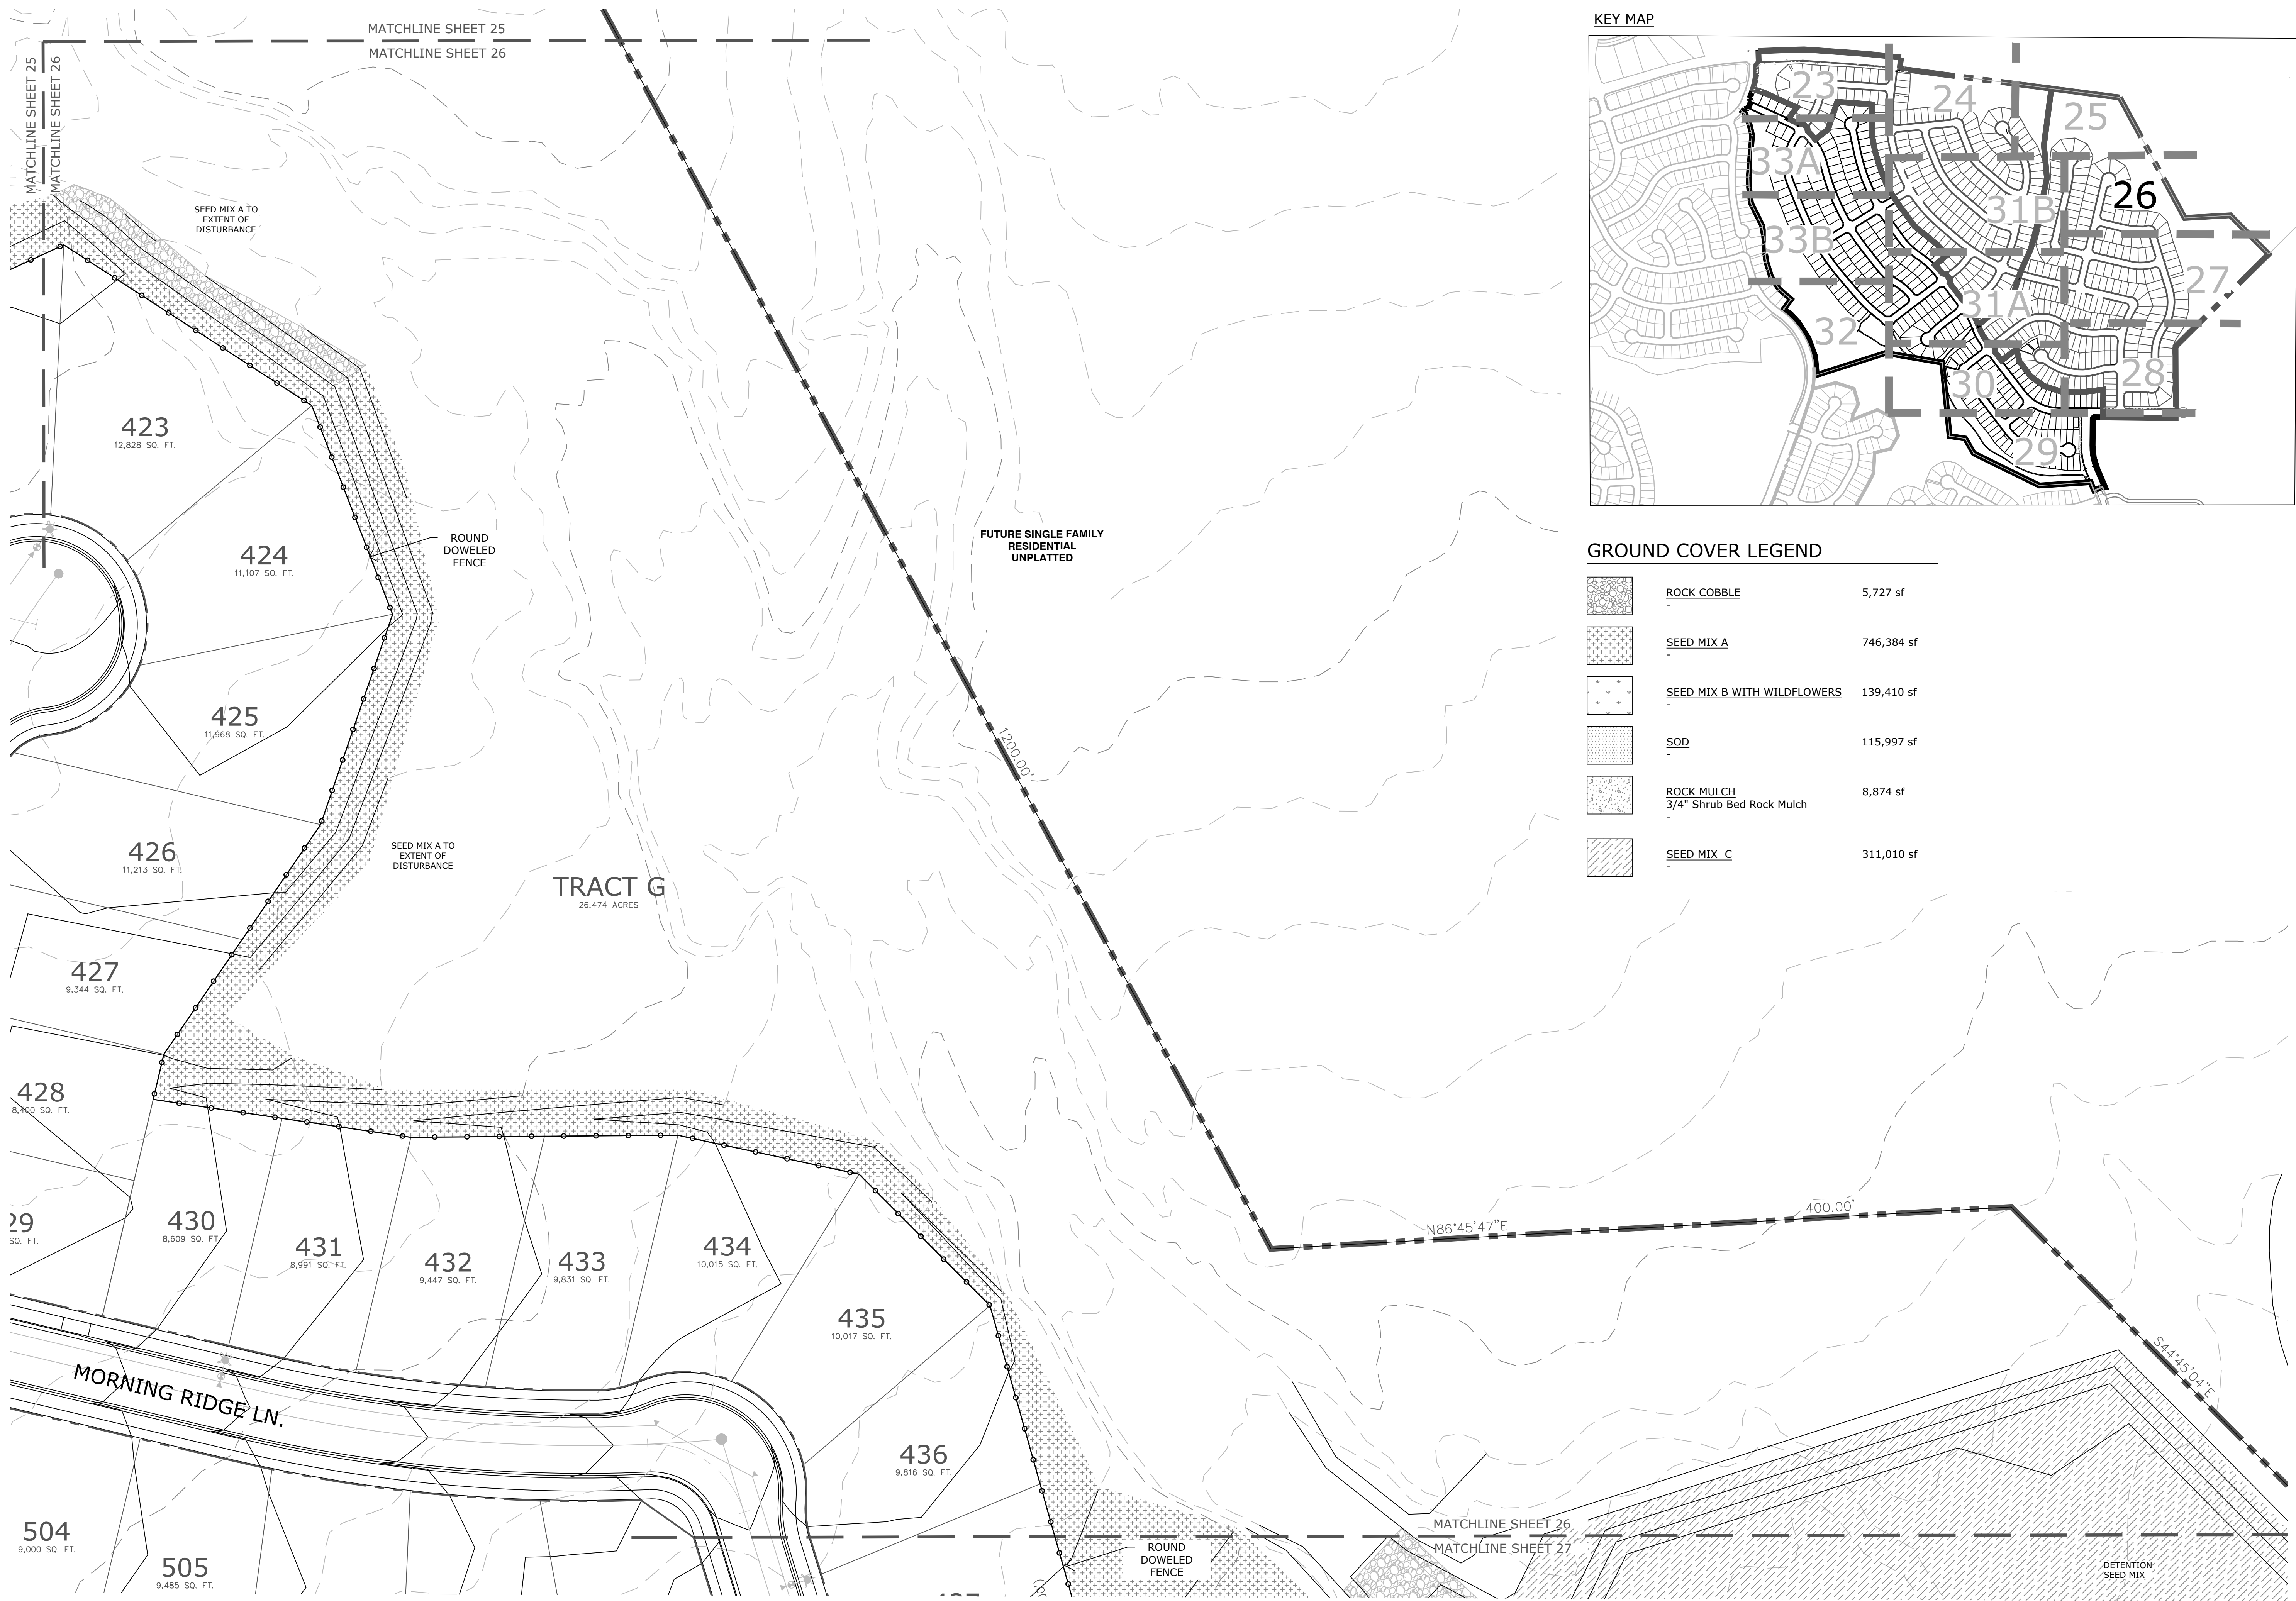 MATCHLINE SHEET 25
MATCHLINE SHEET 26
MATCHLINE SHEET 25
MATCHLINE SHEET 26
SEED MIX A TO
EXTENT OF
DISTURBANCE
423
12,828 SQ. FT.
424
11,107 SQ. FT.
ROUND
DOWELED
FENCE
425
11,968 SQ. FT.
426
11,213 SQ. FT.
SEED MIX A TO
EXTENT OF
DISTURBANCE
TRACT G
26.474 ACRES
427
9,344 SQ. FT.
428
8,400 SQ. FT.
29
SQ. FT.
430
8,609 SQ. FT.
431
8,991 SQ. FT.
432
9,447 SQ. FT.
433
9,831 SQ. FT.
434
10,015 SQ. FT.
435
10,017 SQ. FT.
436
9,816 SQ. FT.
MORNING RIDGE LN.
504
9,000 SQ. FT.
505
9,485 SQ. FT.
ROUND
DOWELED
FENCE
FUTURE SINGLE FAMILY
RESIDENTIAL
UNPLATTED
1200.00'
N86°45'47"E
400.00'
S44°45'04"E
MATCHLINE SHEET 26
MATCHLINE SHEET 27
DETENTION
SEED MIX
KEY MAP
23
24
25
33A
26
31B
33B
27
31A
32
28
30
29
GROUND COVER LEGEND
ROCK COBBLE 5,727 sf
-
SEED MIX A 746,384 sf
-
SEED MIX B WITH WILDFLOWERS 139,410 sf
-
SOD 115,997 sf
-
ROCK MULCH 8,874 sf
3/4" Shrub Bed Rock Mulch
-
SEED MIX C 311,010 sf
-